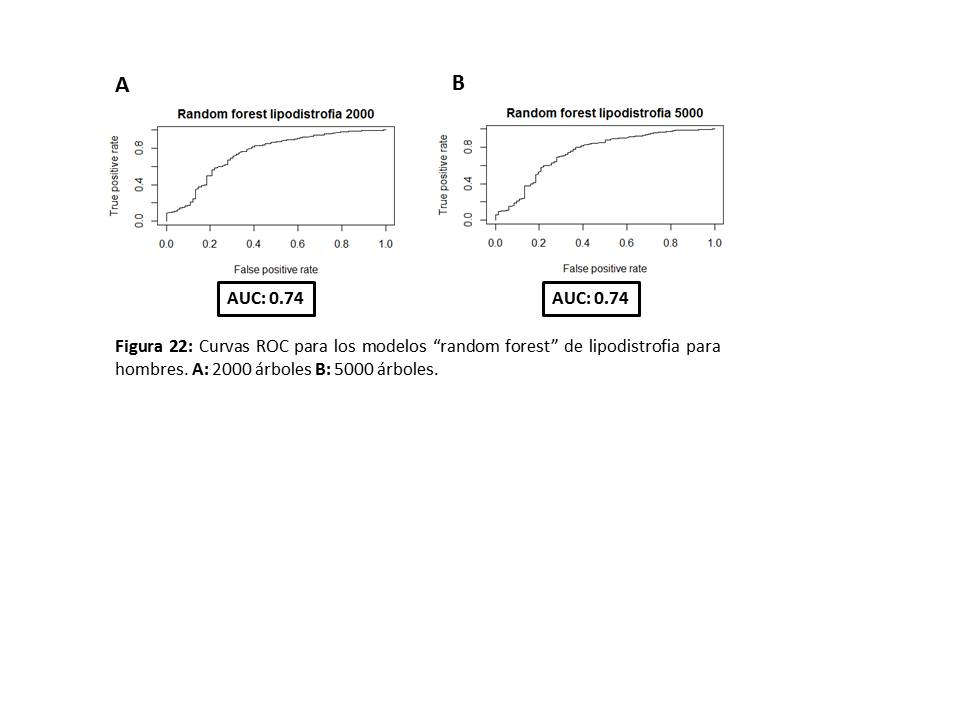 A
B
Random forest lipodistrofia 2000
Random forest lipodistrofia 5000
True positive rate
0.0 0.4 0.8
0.0 0.2 0.4 0.6 0.8 1.0
False positive rate
True positive rate
0.0 0.4 0.8
0.0 0.2 0.4 0.6 0.8 1.0
False positive rate
AUC: 0.74
AUC: 0.74
Figura 22: Curvas ROC para los modelos “random forest” de lipodistrofia para
hombres. A: 2000 árboles B: 5000 árboles.